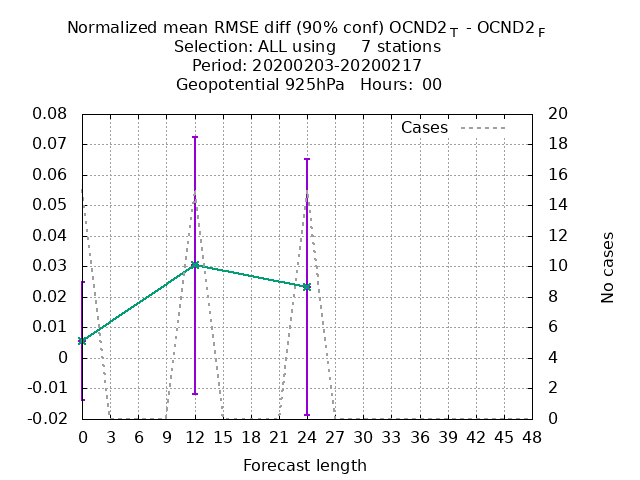 Normalized mean RMSE diff (90% conf) OCND2 T - OCND2 F
Selection: ALL using 7 stations
Period: 20200203-20200217
Geopotential 925hPa Hours: 00
Cases
0.08
0.07
0.06
0.05
0.04
0.03
0.02
0.01
0
-0.01
-0.02
20
18
16
14
12
10
8
6
4
2
0
No cases
0 3 6 9 12 15 18 21 24 27 30 33 36 39 42 45 48
Forecast length